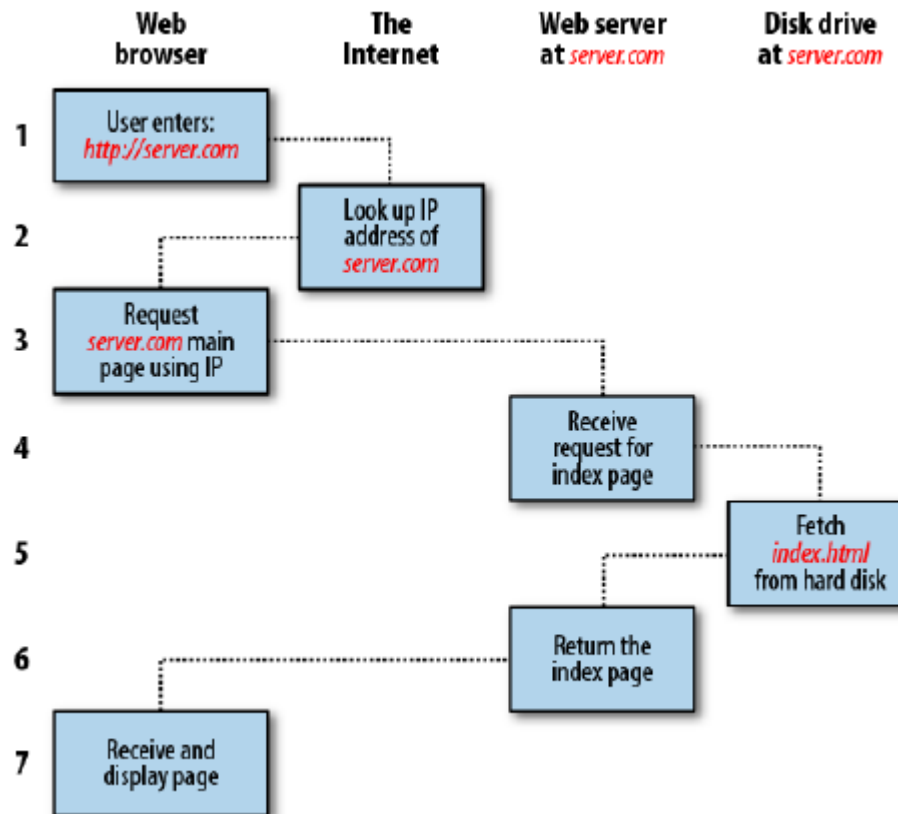 Web browser
The Internet
Web server at server.com
Disk drive at server.com
1
User enters:
http://server.com
2
Look up IP
address of
server.com
3
Request
server.com main
page using IP
4
Receive
request for
index page
5
Fetch
index.html
from hard disk
6
Return the
index page
7
Receive and
display page